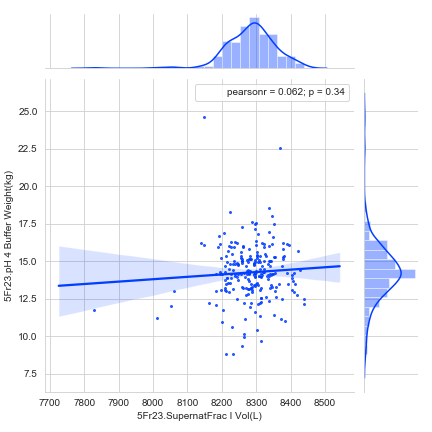 pearsonr = 0.062; p = 0.34
25.0
22.5
20.0
17.5
15.0
12.5
10.0
7.5
5Fr23.pH 4 Buffer Weight(kg)
7700 7800 7900 8000 8100 8200 8300 8400 8500
5Fr23.SupernatFrac I Vol(L)